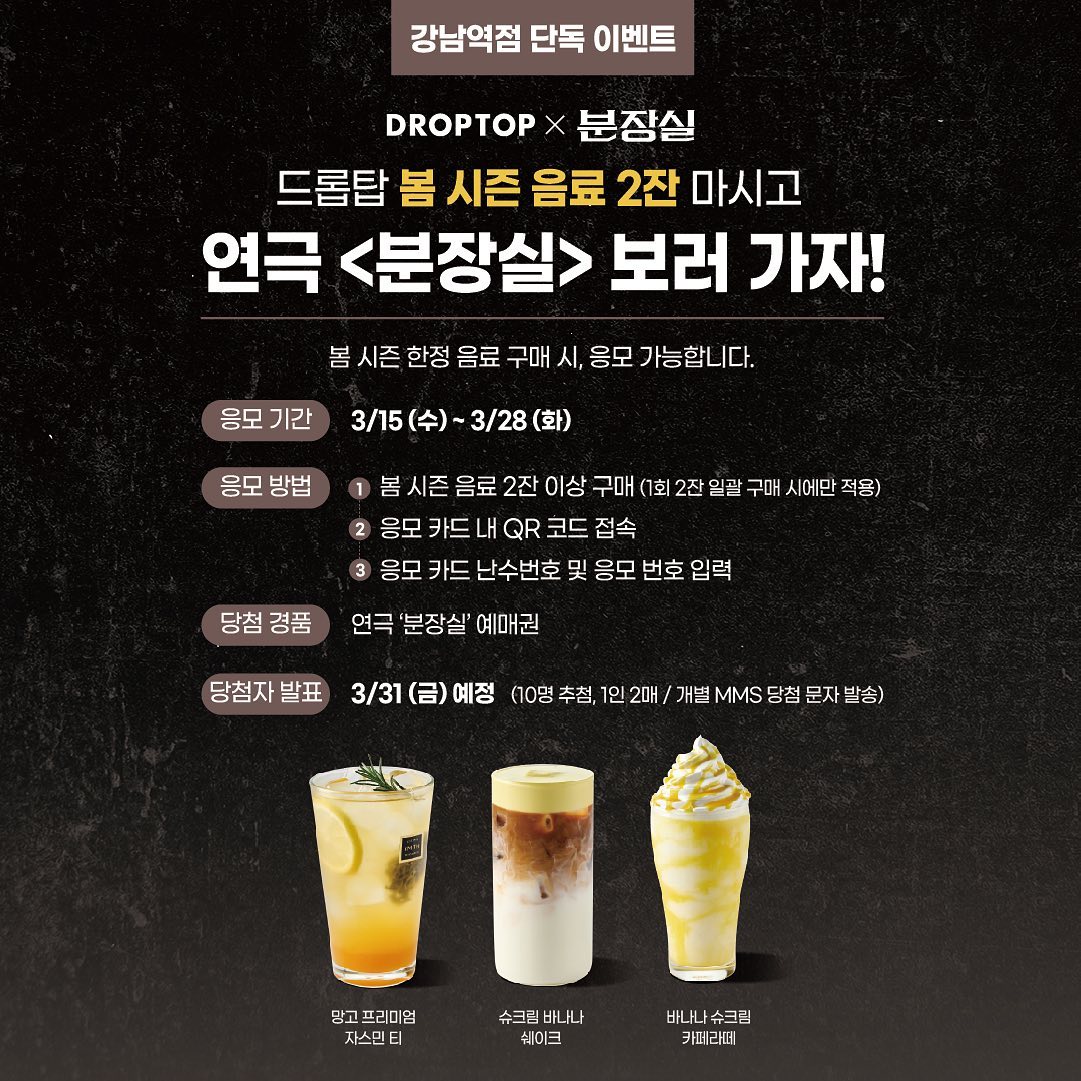 강남역점 단독 이벤트
DROPTOP × 분장실
드롭탑 봄 시즌 음료 2잔 마시고
연극 <분장실> 보러 가자!
봄 시즌 한정 음료 구매 시, 응모 가능합니다.
응모 기간 3/15 (수) ~ 3/28 (화)
응모 방법 1 봄 시즌 음료 2잔 이상 구매 (1회 2잔 일괄 구매 시에만 적용)
2 응모 카드 내 QR 코드 접속
3 응모 카드 난수번호 및 응모 번호 입력
당첨 경품 연극 ‘분장실’ 예매권
당첨자 발표 3/31 (금) 예정 (10명 추첨, 1인 2매 / 개별 MMS 당첨 문자 발송)
망고 프리미엄 슈크림 바나나 바나나 슈크림
자스민 티 쉐이크 카페라떼